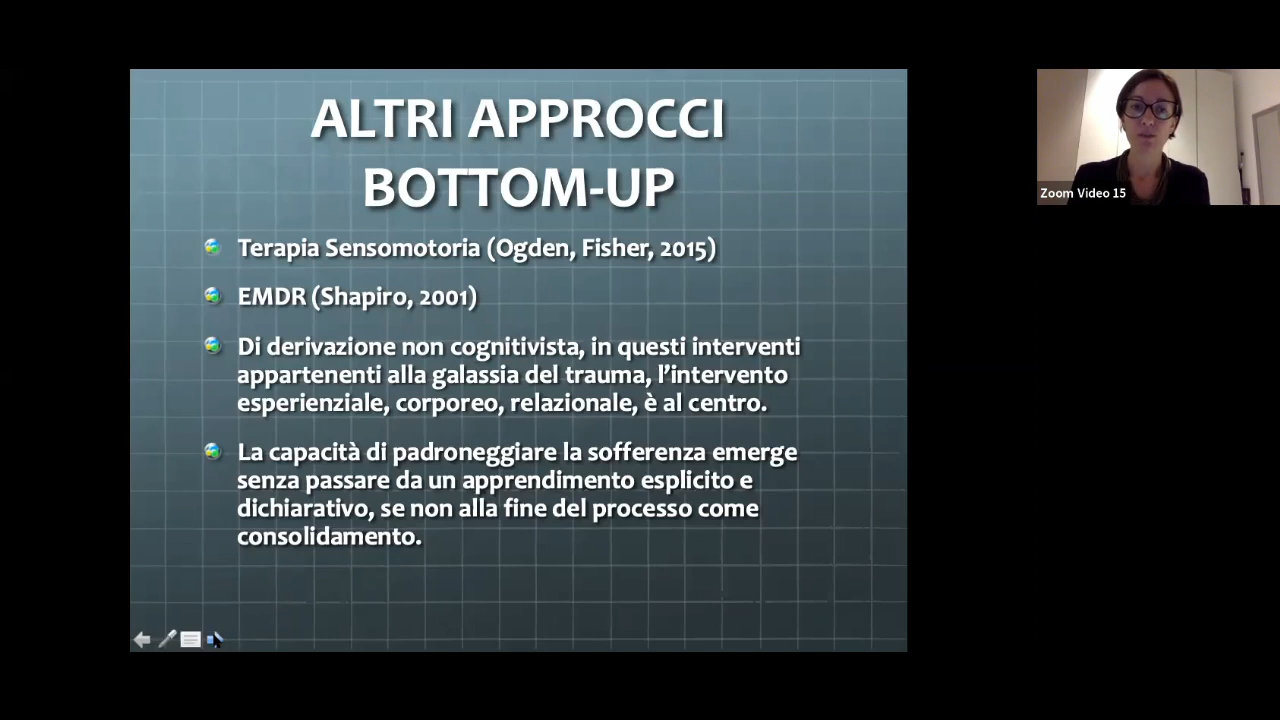 ALTRI APPROCCI
BOTTOM-UP
Terapia Sensomotoria (Ogden, Fisher, 2015)
EMDR (Shapiro, 2001)
Di derivazione non cognitivista, in questi interventi
appartenenti alla galassia del trauma, l’intervento
esperienziale, corporeo, relazionale, è al centro.
La capacità di padroneggiare la sofferenza emerge
senza passare da un apprendimento esplicito e
dichiarativo, se non alla fine del processo come
consolidamento.
Zoom Video 15